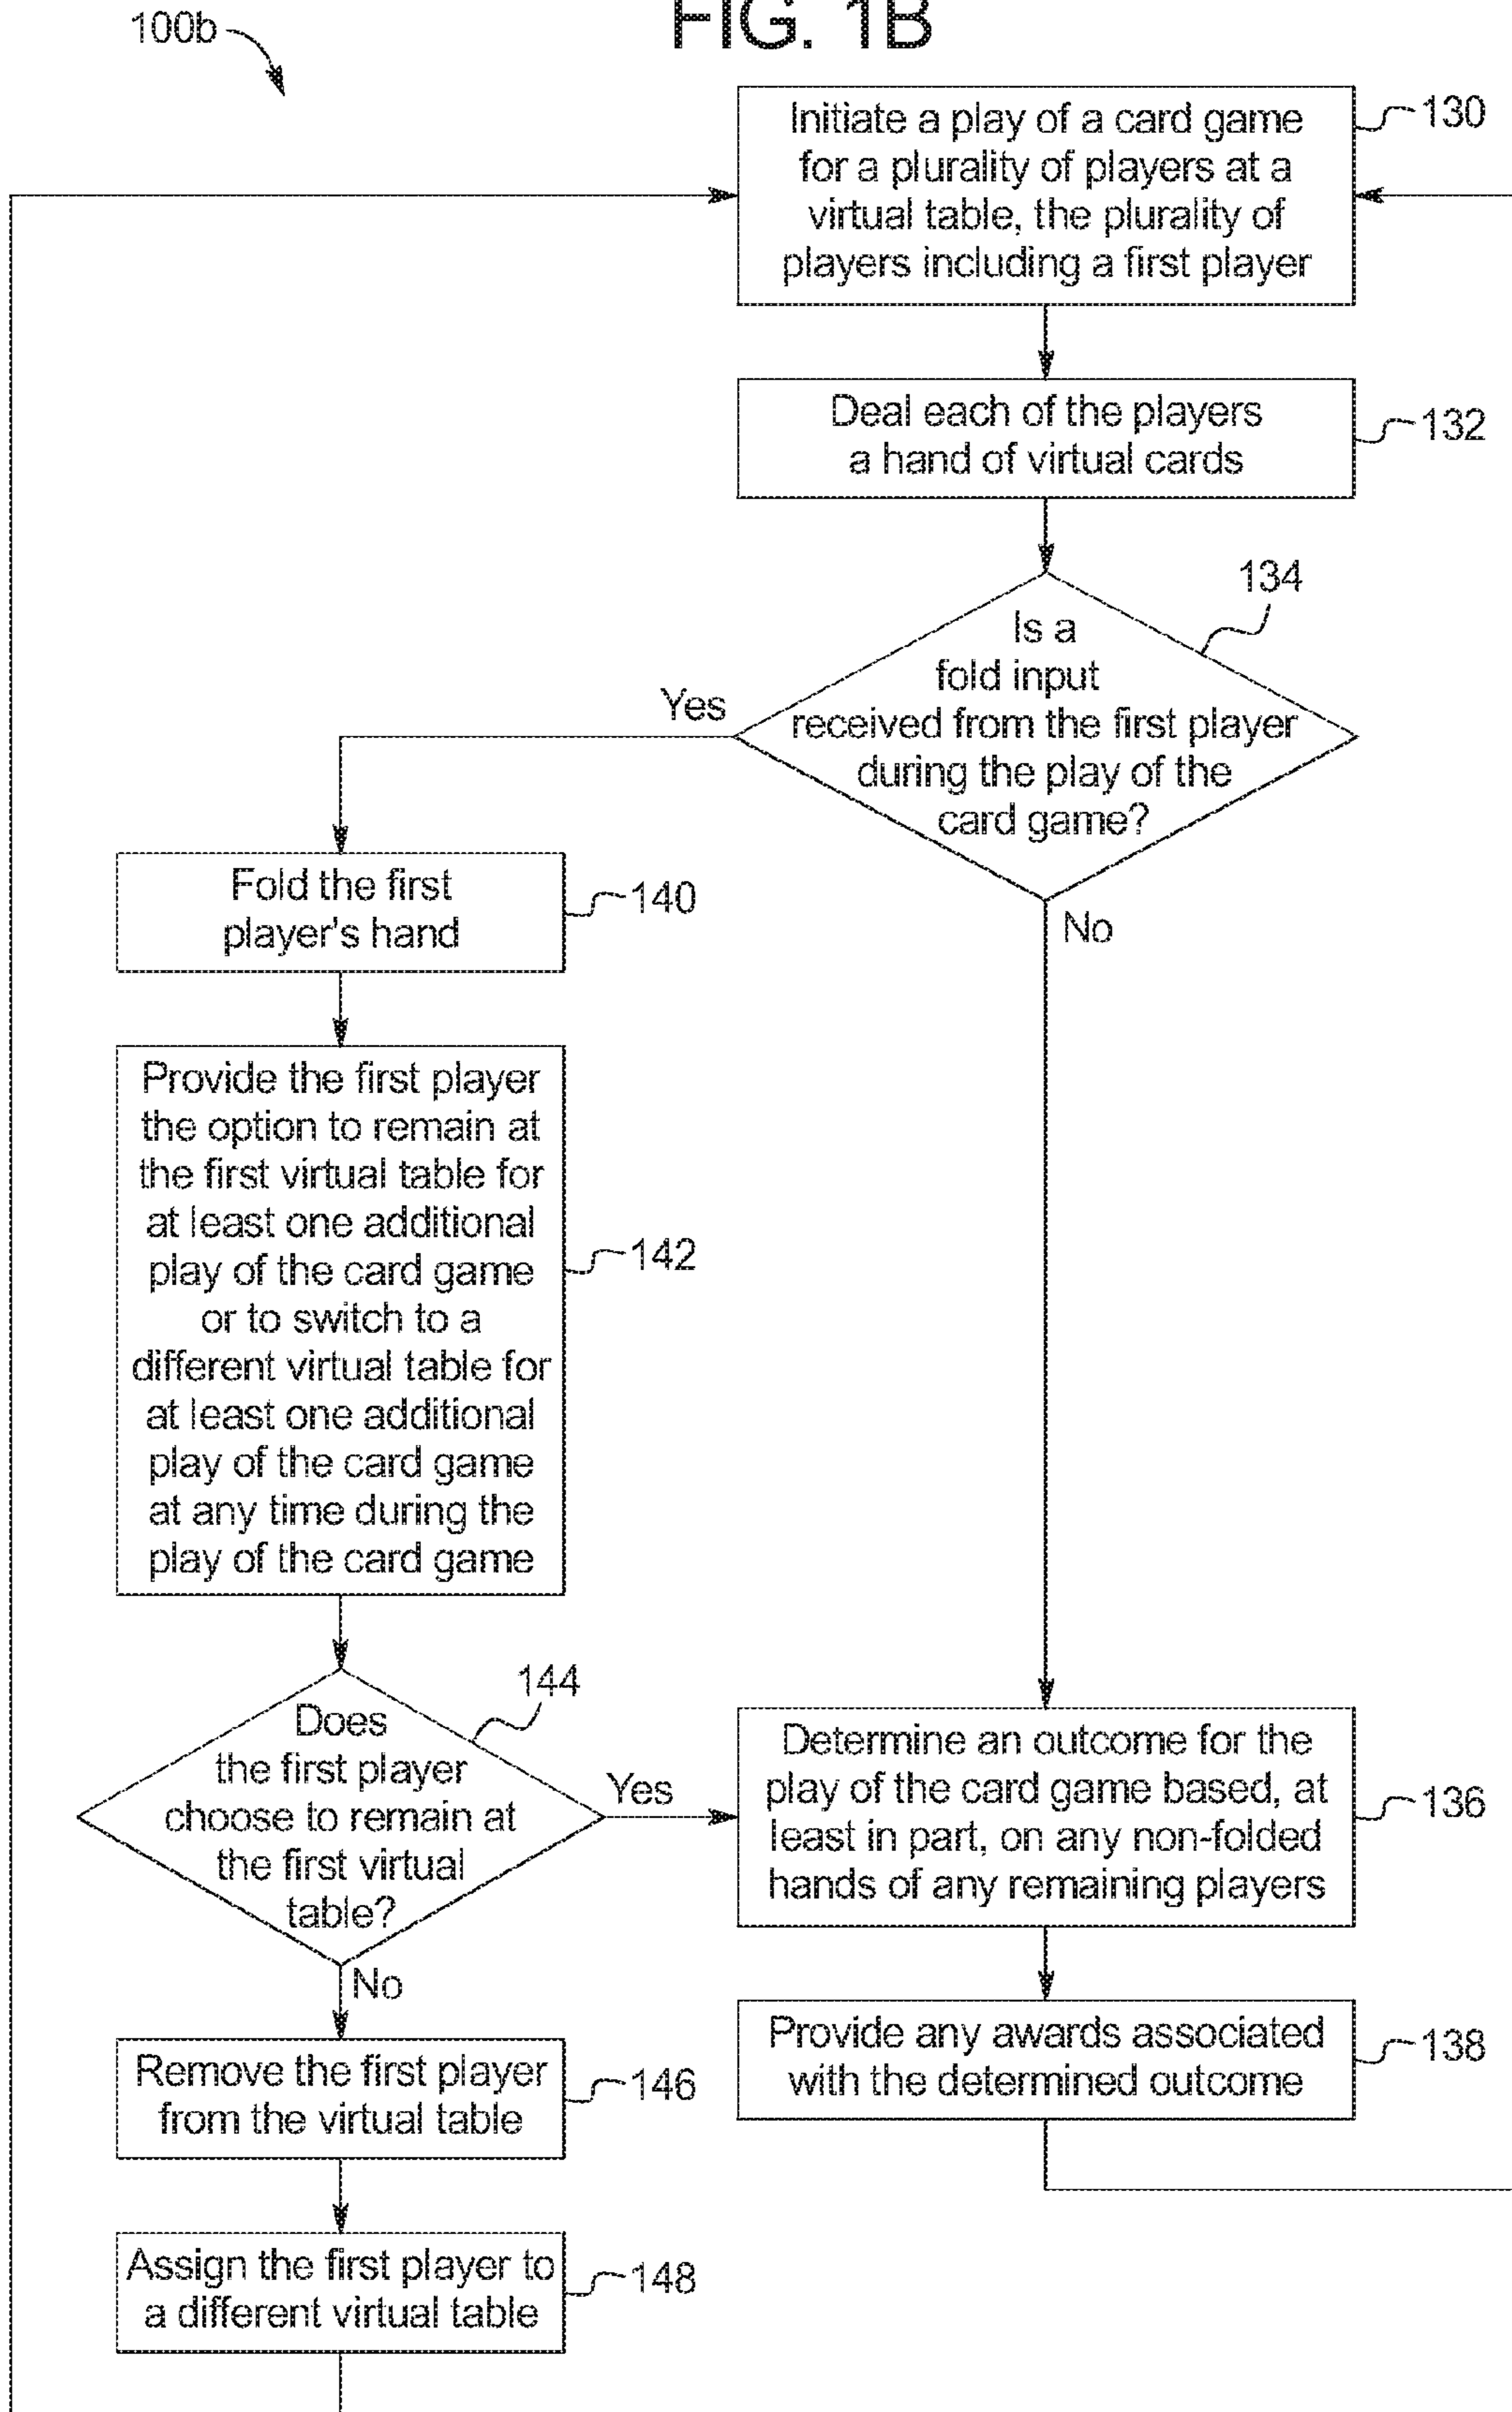 FIG. 1B
100b
Initiate a play of a card game
for a plurality of players at a
virtual table, the plurality of
players including a first player
130
Deal each of the players
a hand of virtual cards
132
134
Is a
fold input
received from the first player
during the play of the
card game?
Yes
No
Fold the first
player's hand
140
Provide the first player
the option to remain at
the first virtual table for
at least one additional
play of the card game
or to switch to a
different virtual table for
at least one additional
play of the card game
at any time during the
play of the card game
142
144
Does
the first player
choose to remain at
the first virtual
table?
Yes
No
Determine an outcome for the
play of the card game based, at
least in part, on any non-folded
hands of any remaining players
136
Provide any awards associated
with the determined outcome
138
Remove the first player
from the virtual table
146
Assign the first player to
a different virtual table
148